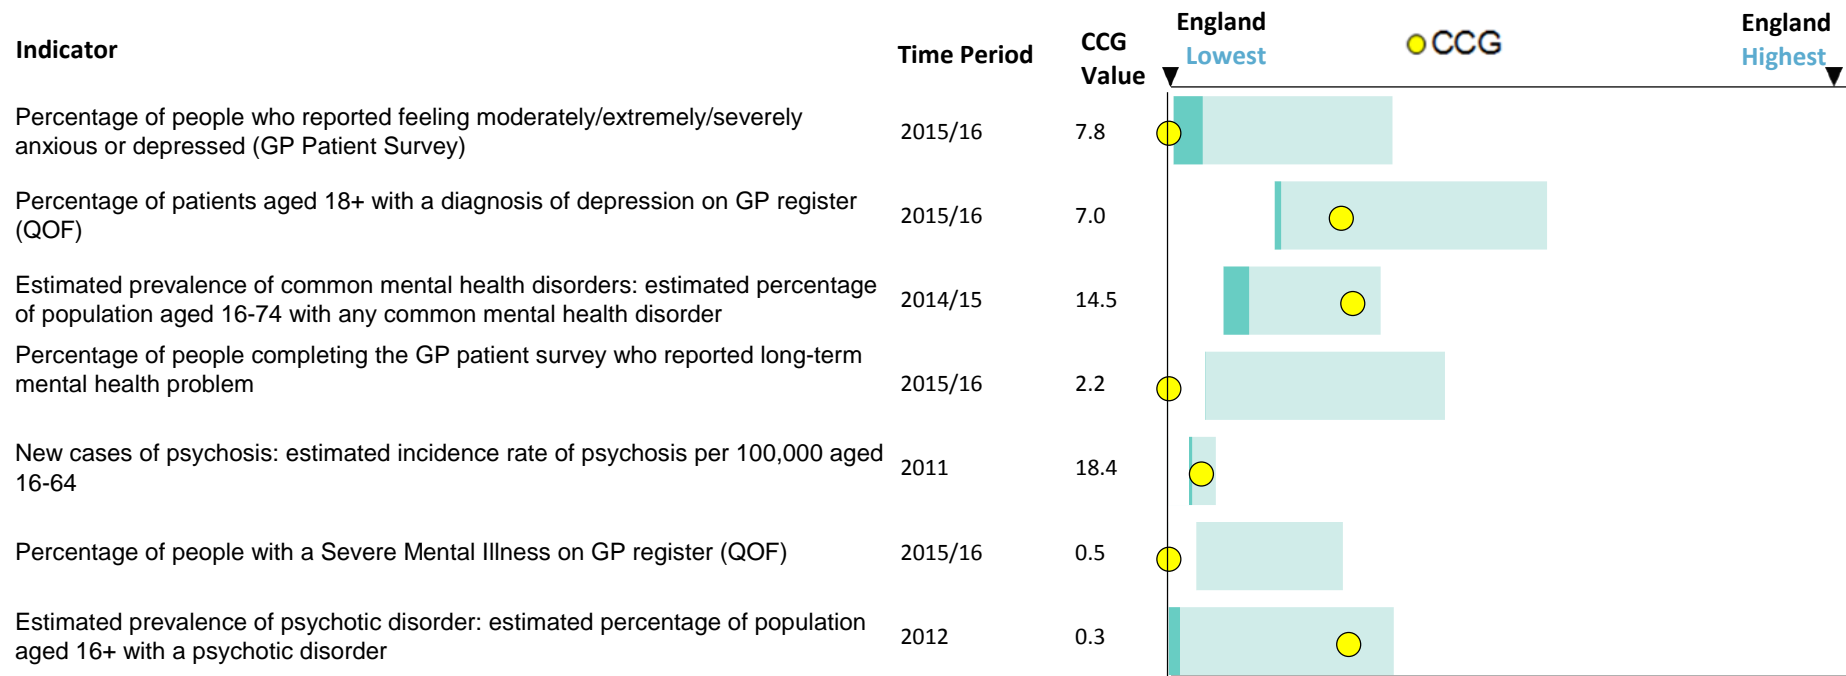 Indicator
Time Period
CCG
Value
England
Lowest
CCG
England
Highest
Percentage of people who reported feeling moderately/extremely/severely
anxious or depressed (GP Patient Survey)
2015/16
7.8
Percentage of patients aged 18+ with a diagnosis of depression on GP register
(QOF)
2015/16
7.0
Estimated prevalence of common mental health disorders: estimated percentage
of population aged 16-74 with any common mental health disorder
2014/15
14.5
Percentage of people completing the GP patient survey who reported long-term
mental health problem
2015/16
2.2
New cases of psychosis: estimated incidence rate of psychosis per 100,000 aged
16-64
2011
18.4
Percentage of people with a Severe Mental Illness on GP register (QOF)
2015/16
0.5
Estimated prevalence of psychotic disorder: estimated percentage of population
aged 16+ with a psychotic disorder
2012
0.3